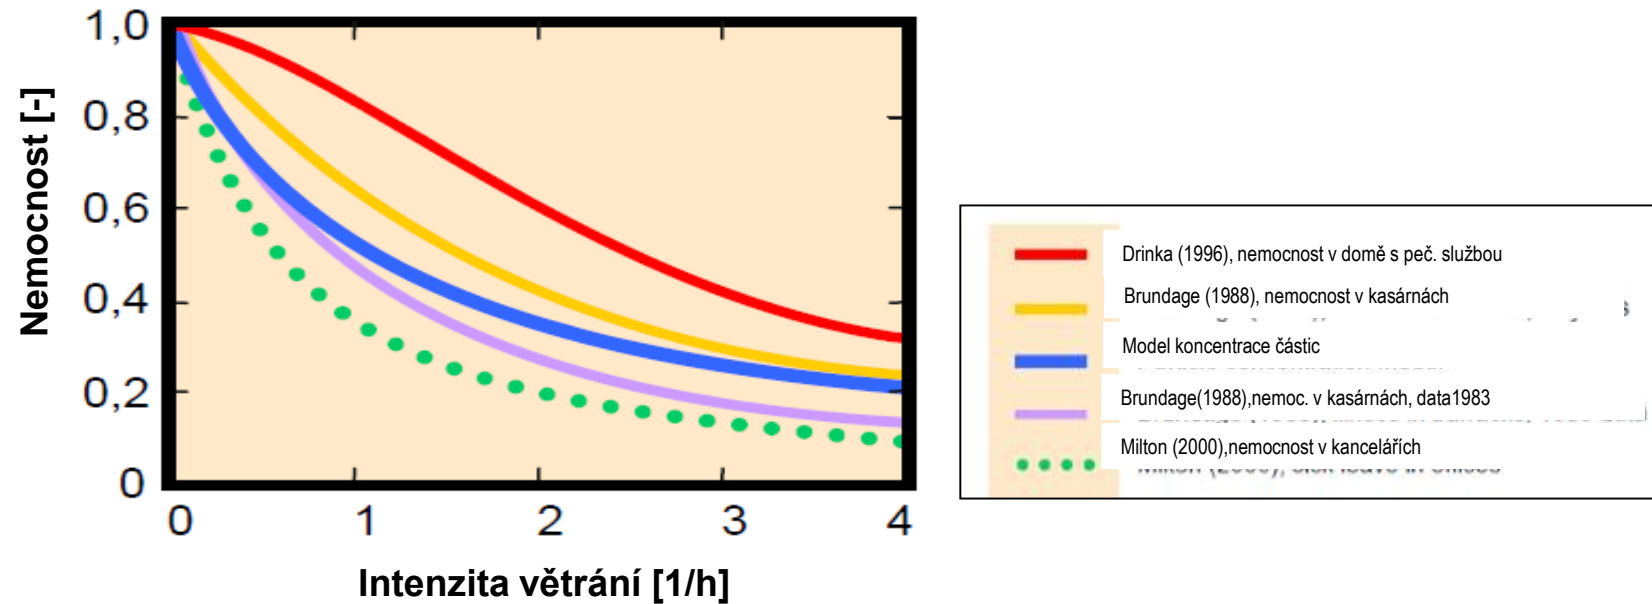 Nemocnost [-]
1,0
0,8
0,6
0,4
0,2
0
0 1 2 3 4
Intenzita větrání [1/h]
Drinka (1996), nemocnost v domě s peč. službou
Brundage (1988), nemocnost v kasárnách
Model koncentrace částic
Brundage(1988),nemoc. v kasárnách, data1983
Milton (2000),nemocnost v kancelářích